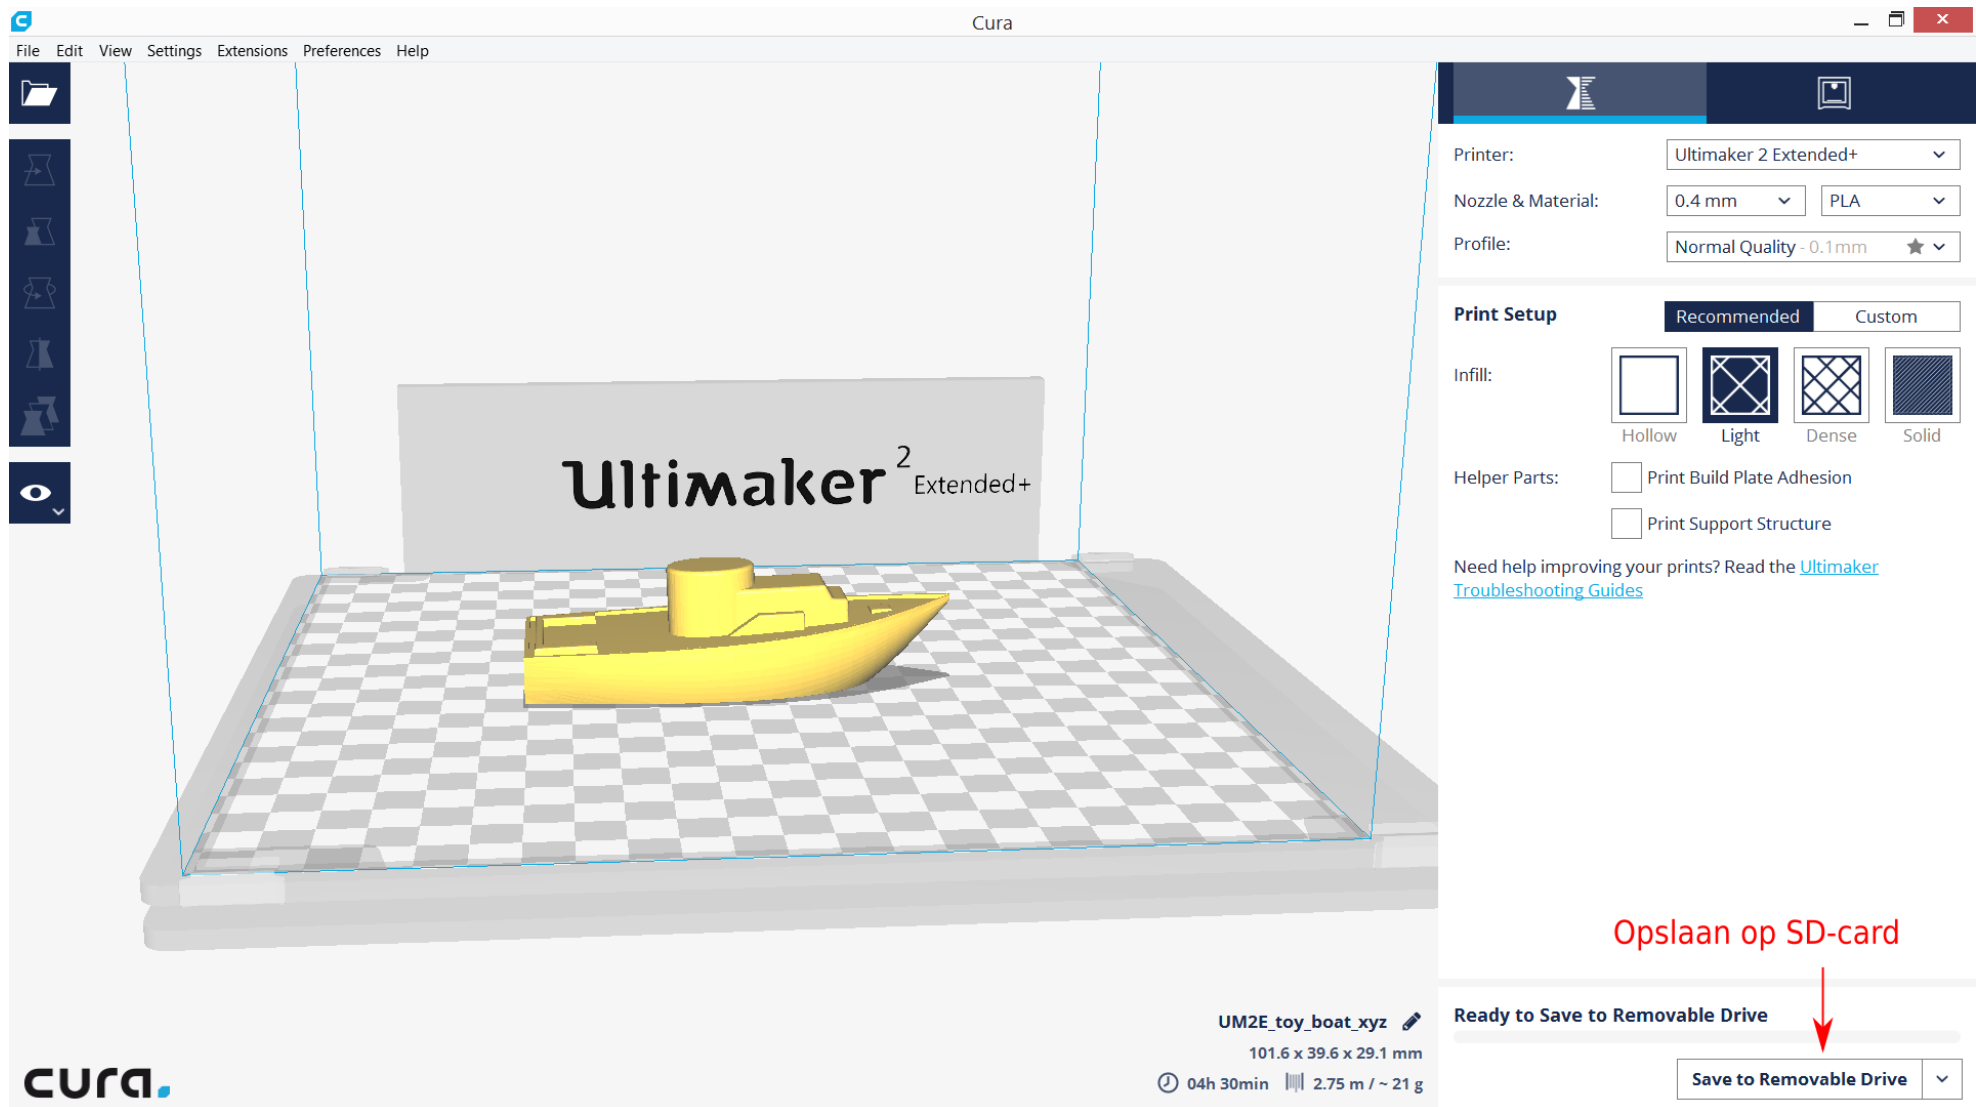 Cura
File Edit View Settings Extensions Preferences Help
Printer: Ultimaker 2 Extended+
Nozzle & Material: 0.4 mm PLA
Profile: Normal Quality - 0.1mm
Print Setup Recommended Custom
Infill:
Hollow Light Dense Solid
Helper Parts: Print Build Plate Adhesion
Print Support Structure
Need help improving your prints? Read the Ultimaker
Troubleshooting Guides
Ultimaker 2 Extended+
Opslaan op SD-card
Ready to Save to Removable Drive
Save to Removable Drive
UM2E_toy_boat_xyz
101.6 x 39.6 x 29.1 mm
04h 30min 2.75 m / ~ 21 g
cura.